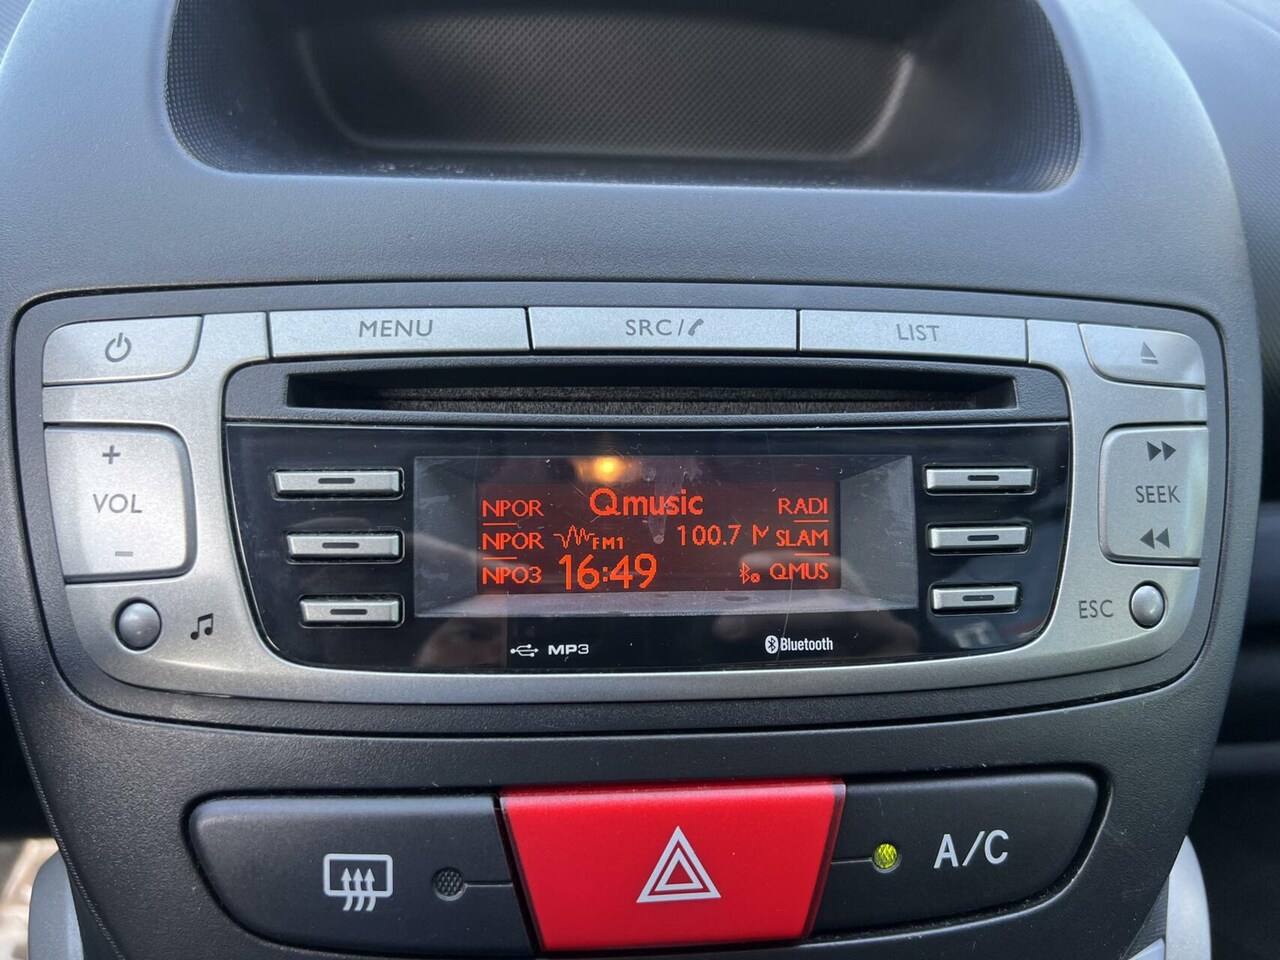 MENU
SRC/
LIST
+
VOL
−
SEEK
ESC
NPOR
Qmusic
RADI
NPOR
FM1
100.7
SLAM
NPO3
16:49
QMUS
MP3
Bluetooth
A/C